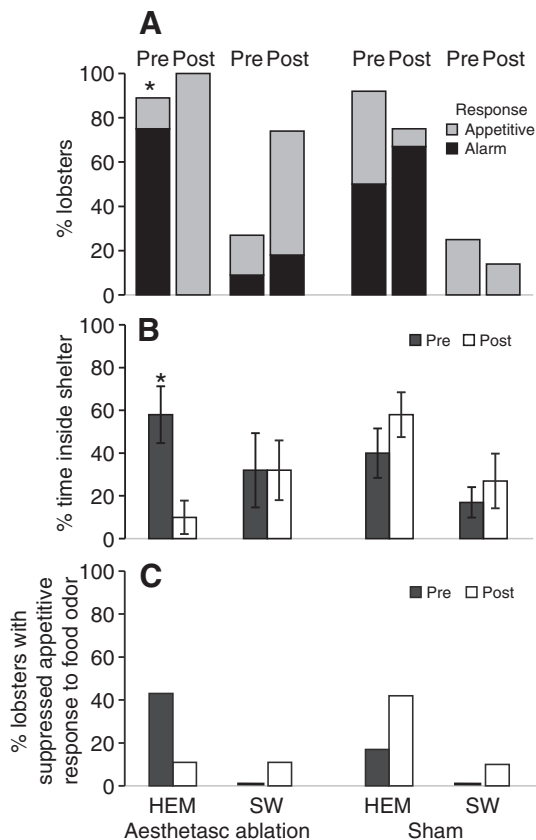 A
Pre Post Pre Post Pre Post Pre Post
100
*
80
60
40
20
0
% lobsters
Response
Appetitive
Alarm
B
100
80
60
40
20
0
% time inside shelter
*
Pre Post
C
100
80
60
40
20
0
% lobsters with
suppressed appetitive
response to food odor
Pre Post
HEM SW HEM SW
Aesthetasc ablation Sham